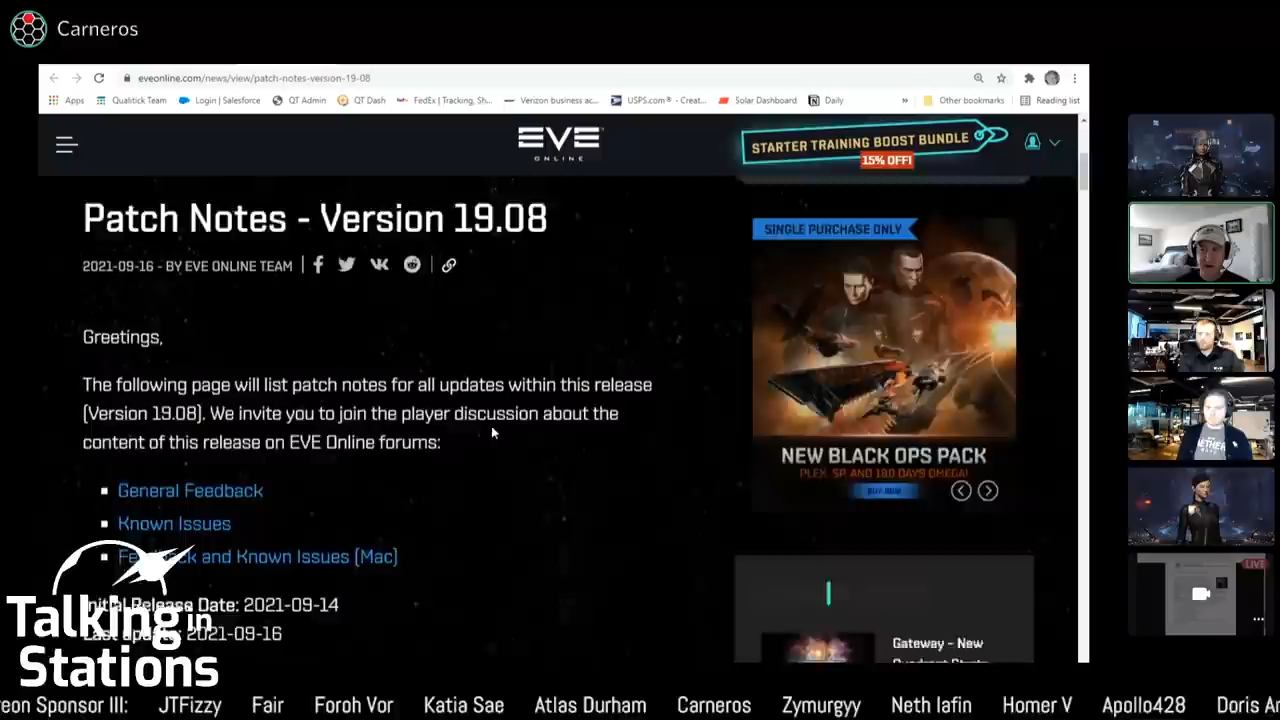 Carneros
eveonline.com/news/view/patch-notes-version-19-08
Apps
Qualitick Team
Login | Salesforce
QT Admin
QT Dash
FedEx | Tracking, Sh...
Verizon business ac...
USPS.com® - Creat...
Solar Dashboard
Daily
»
Other bookmarks
Reading list
EVE
ONLINE
STARTER TRAINING BOOST BUNDLE
15% OFF!
Patch Notes - Version 19.08
2021-09-16 - BY EVE ONLINE TEAM
SINGLE PURCHASE ONLY
Greetings,
The following page will list patch notes for all updates within this release
(Version 19.08). We invite you to join the player discussion about the
content of this release on EVE Online forums:
NEW BLACK OPS PACK
PLEX, SP, AND 180 DAYS OMEGA!
BUY NOW
General Feedback
Known Issues
Feedback and Known Issues (Mac)
LIVE
Initial Release Date: 2021-09-14
Last update: 2021-09-16
Talking in
Stations
Gateway - New
Quadrant Starts
reon Sponsor III:
JTFizzy
Fair
Foroh Vor
Katia Sae
Atlas Durham
Carneros
Zymurgyy
Neth Iafin
Homer V
Apollo428
Doris Ar